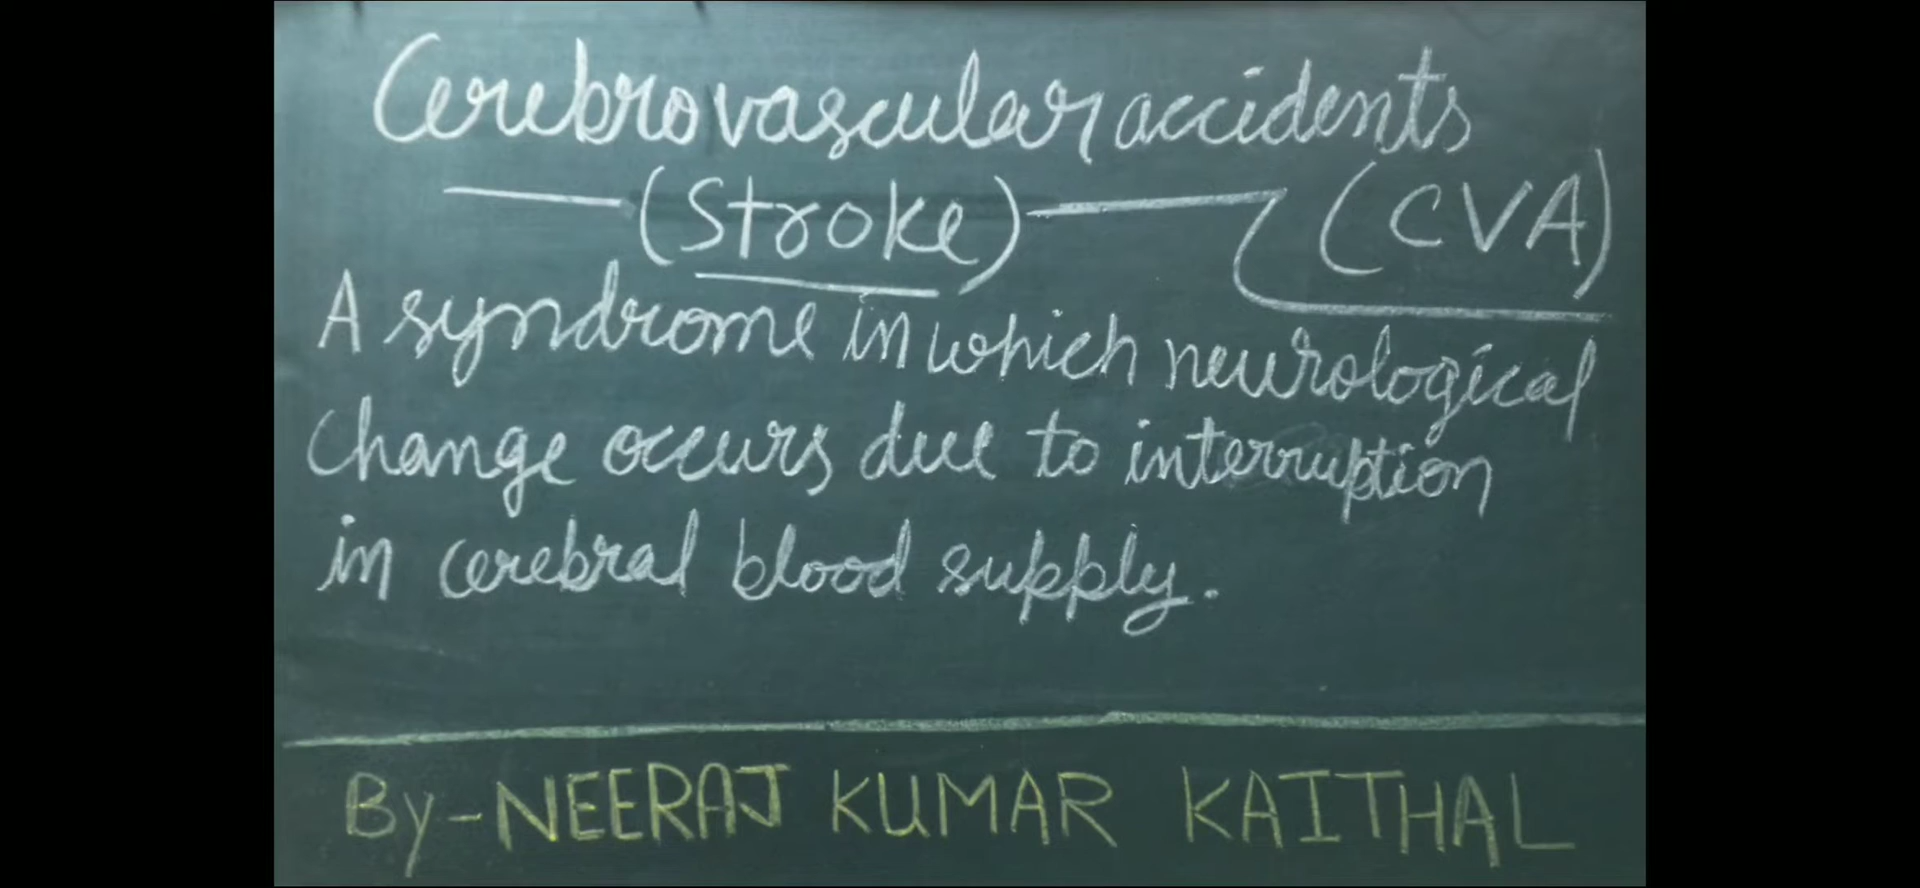 Cerebrovascular accidents
(Stroke) (CVA)
A syndrome in which neurological
change occurs due to interruption
in cerebral blood supply.
By-NEERAJ KUMAR KAITHAL